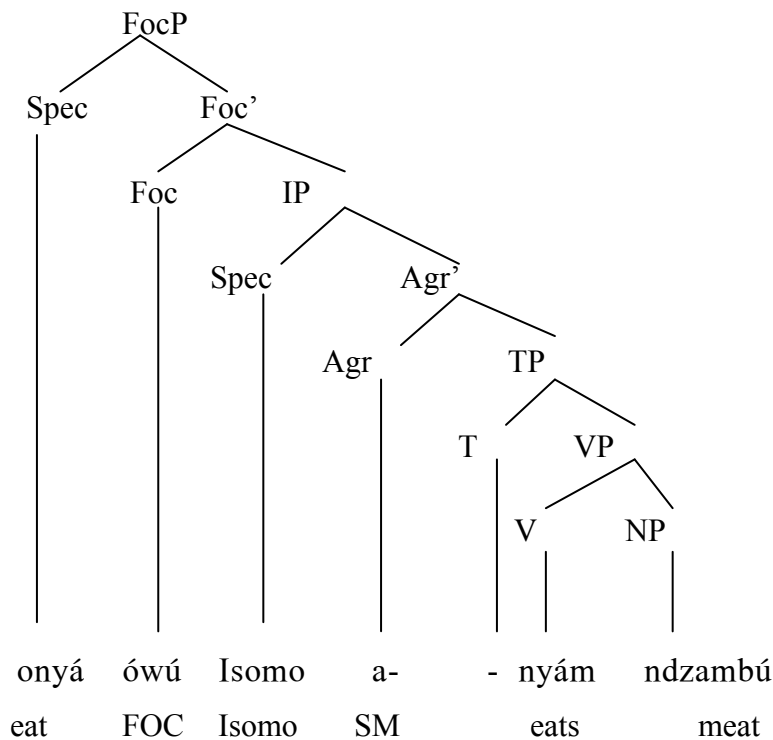 FocP
Spec Foc’
Foc IP
Spec Agr’
Agr TP
T VP
V NP
onyá ówú Isomo a- - nyám ndzambú
eat FOC Isomo SM eats meat